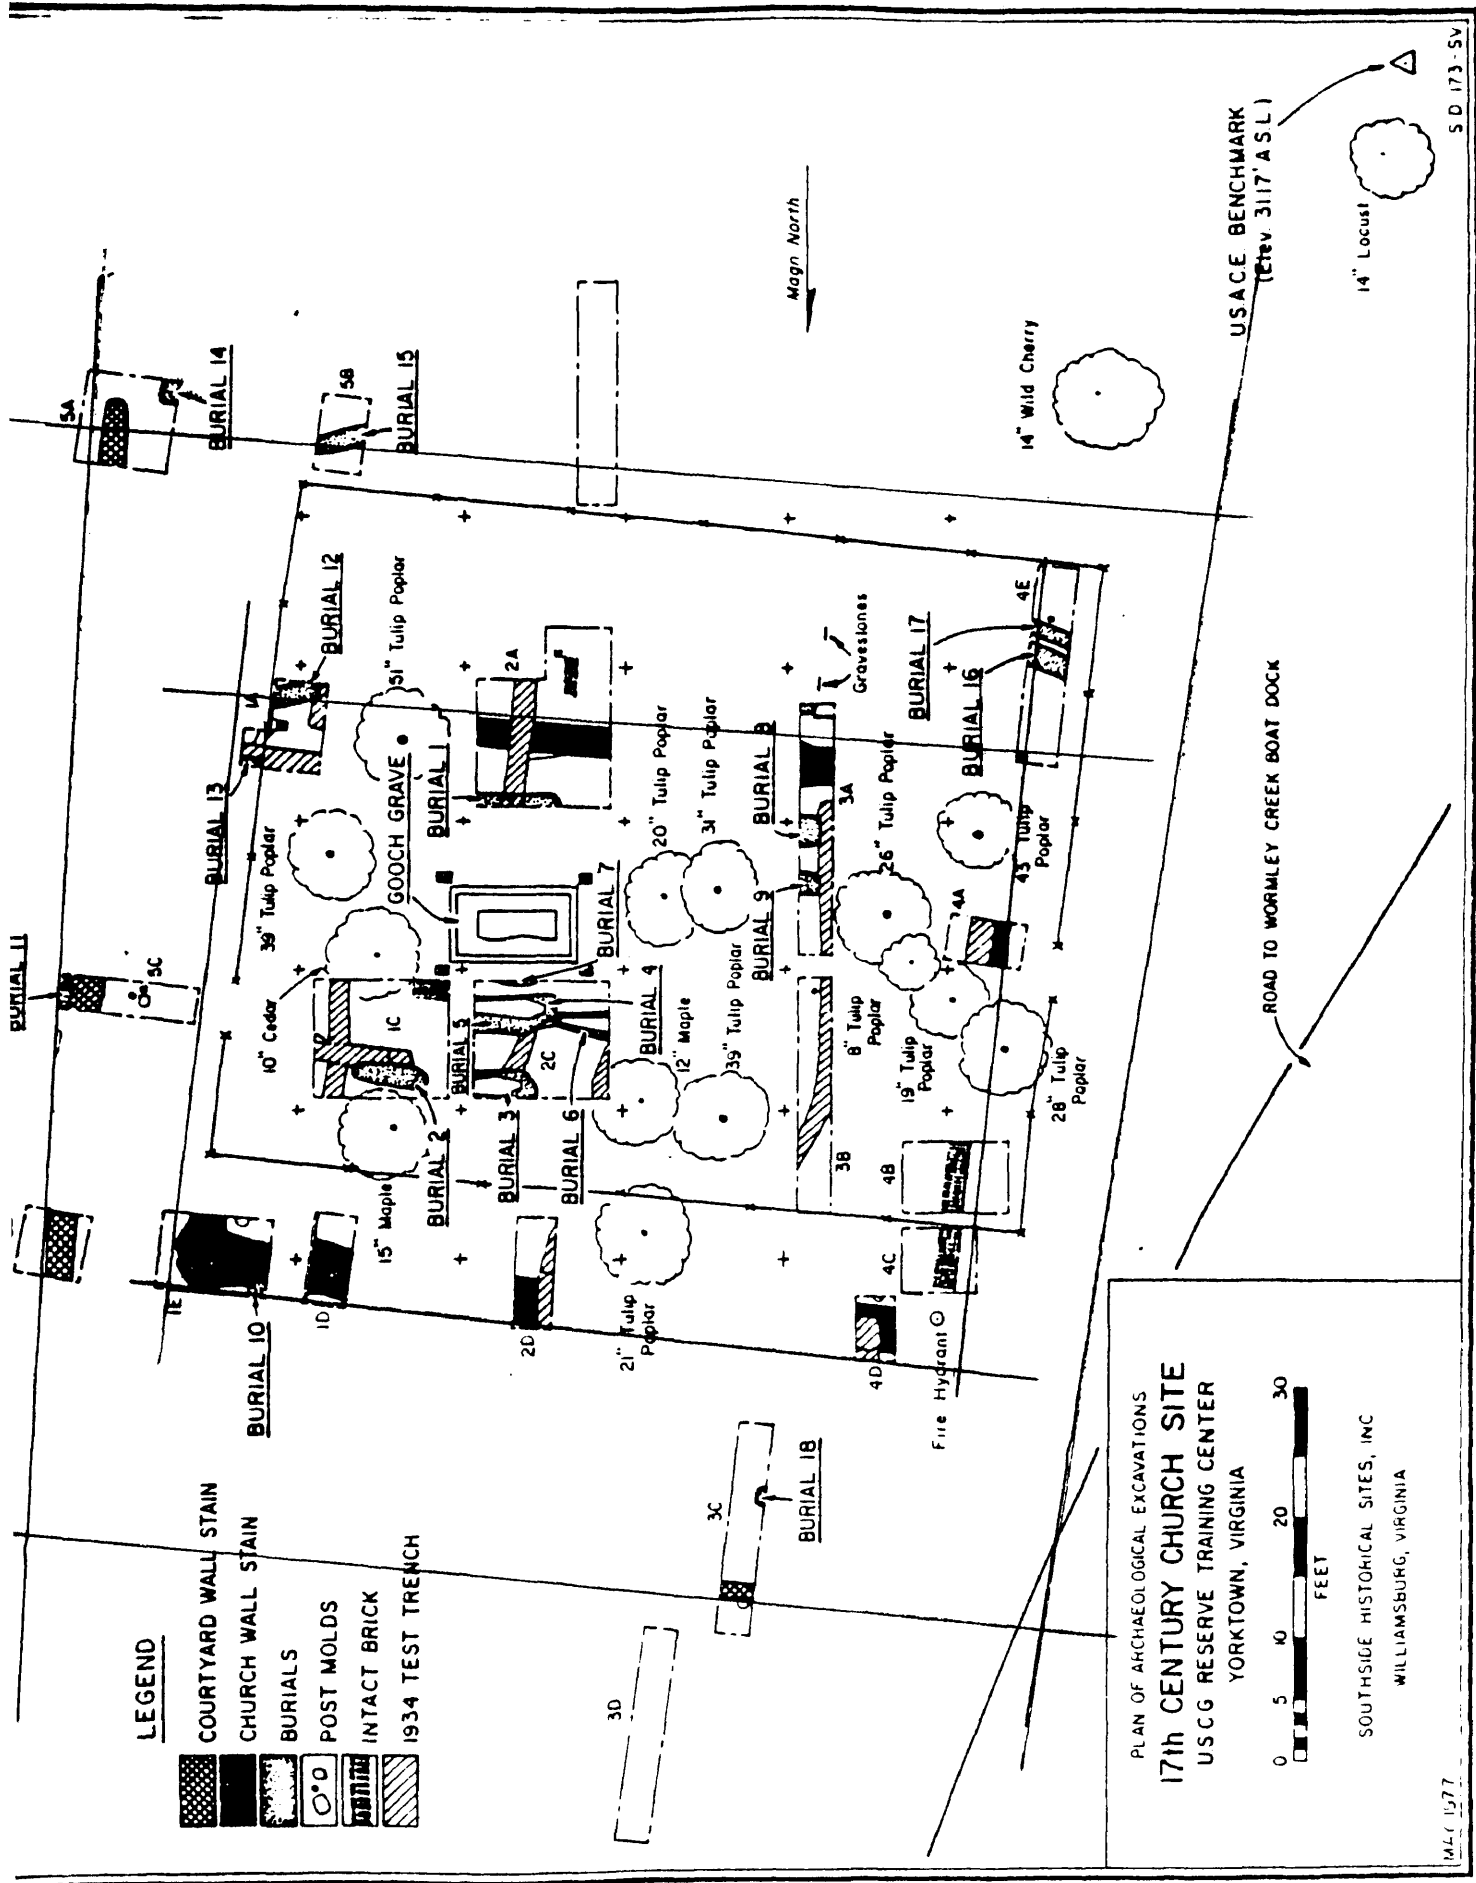 PLAN OF ARCHAEOLOGICAL EXCAVATIONS
17th CENTURY CHURCH SITE
USCG RESERVE TRAINING CENTER
YORKTOWN, VIRGINIA
0 5 10 20 30
FEET
SOUTHSIDE HISTORICAL SITES, INC
WILLIAMSBURG, VIRGINIA
LEGEND
COURTYARD WALL STAIN
CHURCH WALL STAIN
BURIALS
POST MOLDS
INTACT BRICK
1934 TEST TRENCH
3D
3C
BURIAL 18
BURIAL 10
1E
1D
2D
4D
4C
4B
3B
Fire Hydrant
21" Tulip
Poplar
15" Maple
BURIAL 2
BURIAL 3
BURIAL 6
BURIAL 5
BURIAL 4
BURIAL 7
1C
2C
10" Cedar
12" Maple
39" Tulip Poplar
8" Tulip
Poplar
19" Tulip
Poplar
28" Tulip
Poplar
BURIAL 11
5C
39" Tulip Poplar
BURIAL 13
GOOCH GRAVE
BURIAL 1
20" Tulip Poplar
31" Tulip Poplar
BURIAL 9
BURIAL 8
3A
26" Tulip Poplar
4A
43" Tulip
Poplar
1A
BURIAL 12
51" Tulip Poplar
2A
Gravestones
BURIAL 17
BURIAL 16
4E
ROAD TO WORMLEY CREEK BOAT DOCK
5A
BURIAL 14
5B
BURIAL 15
Magn North
14" Wild Cherry
U.S.A.C.E. BENCHMARK
(Elev. 31.17' A.S.L.)
14" Locust
S D 173-SV
MAY 1977